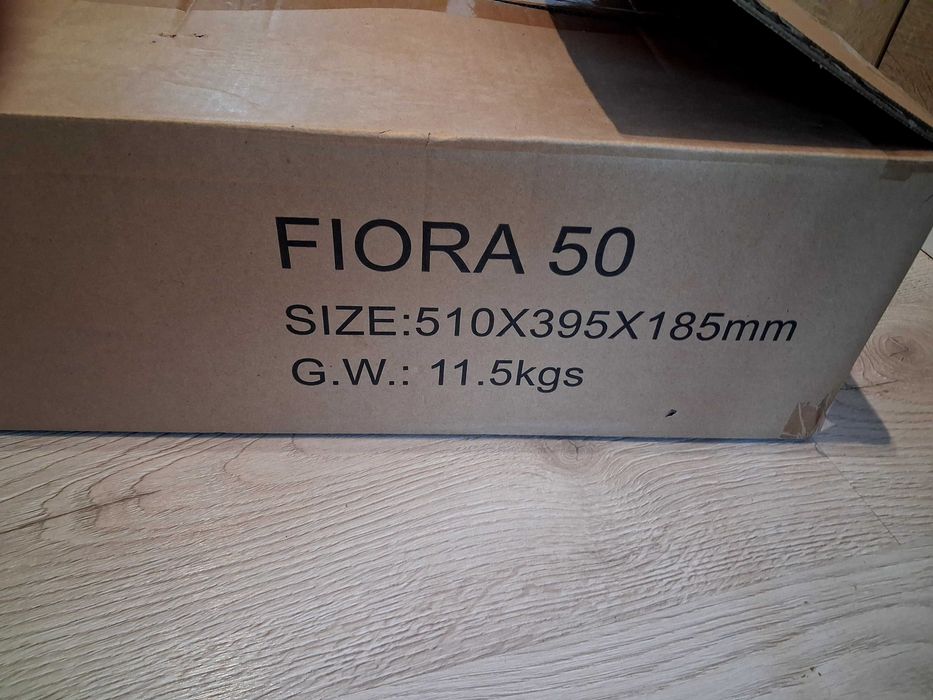 FIORA 50
SIZE:510X395X185mm
G.W.: 11.5kgs